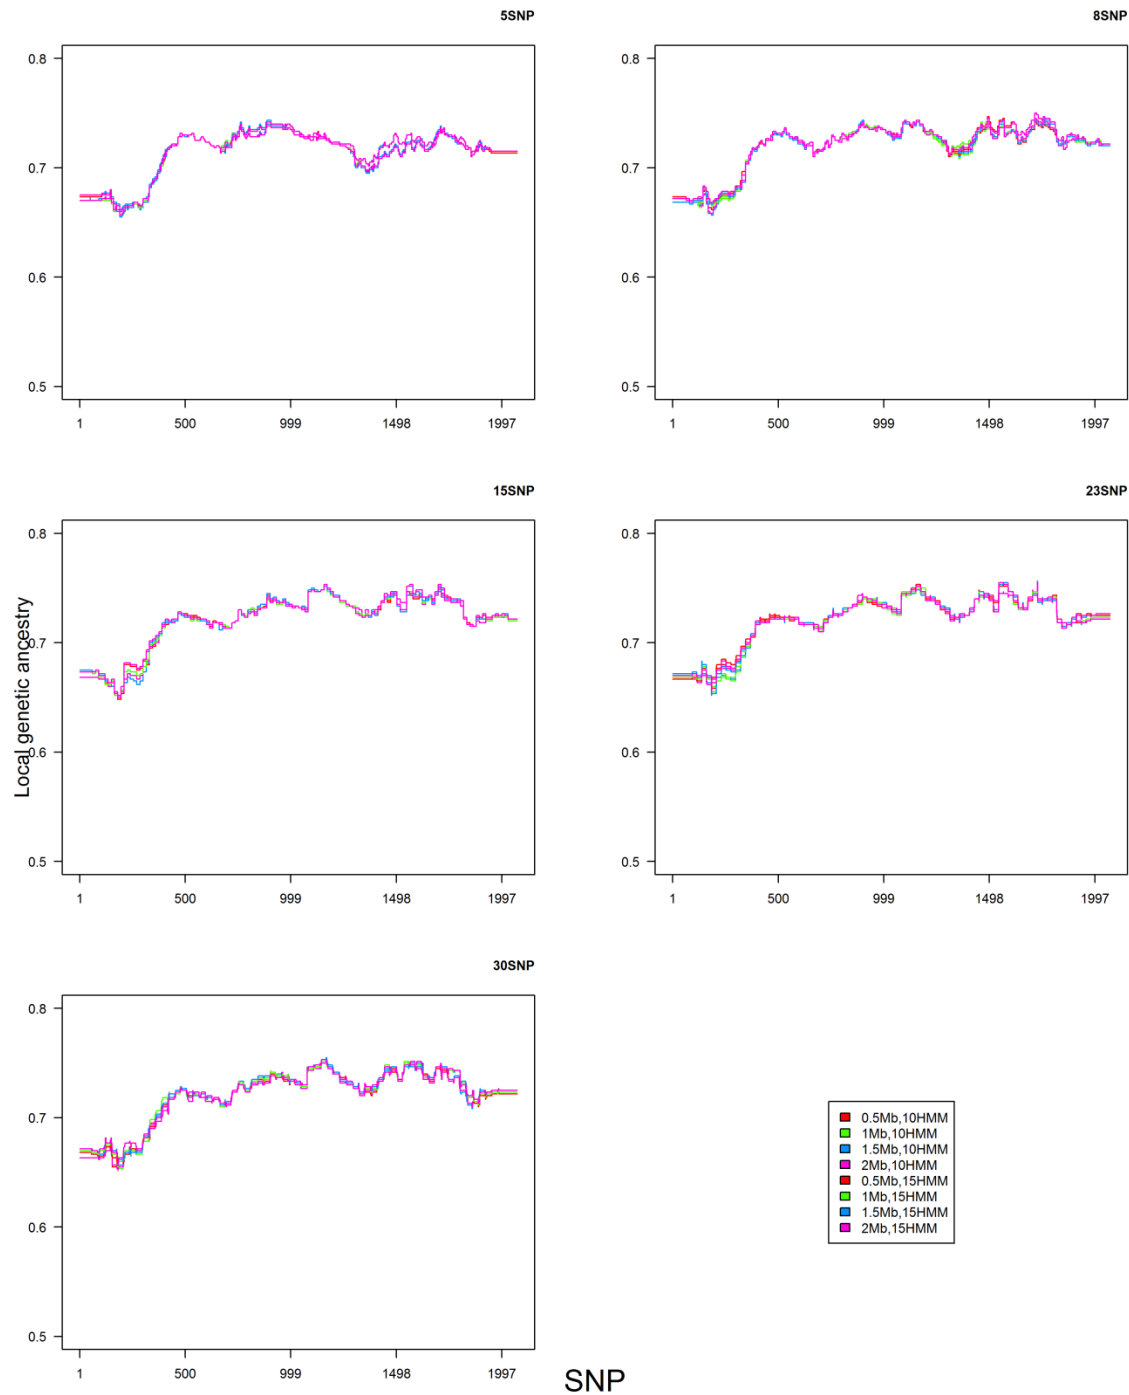 5SNP
0.8
0.7
0.6
0.5
1 500 999 1498 1997
8SNP
0.8
0.7
0.6
0.5
1 500 999 1498 1997
Local genetic ancestry
15SNP
0.8
0.7
0.6
0.5
1 500 999 1498 1997
23SNP
0.8
0.7
0.6
0.5
1 500 999 1498 1997
30SNP
0.8
0.7
0.6
0.5
1 500 999 1498 1997
0.5Mb,10HMM
1Mb,10HMM
1.5Mb,10HMM
2Mb,10HMM
0.5Mb,15HMM
1Mb,15HMM
1.5Mb,15HMM
2Mb,15HMM
SNP